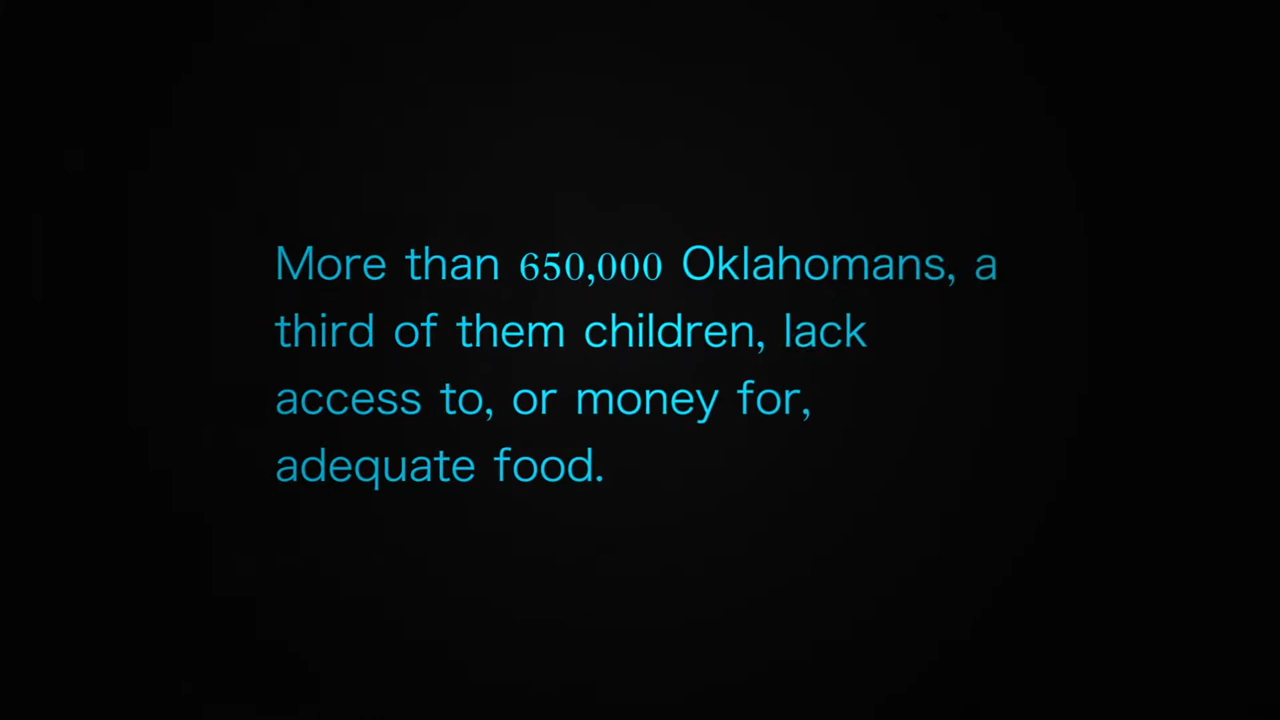 More than 650,000 Oklahomans, a
third of them children, lack
access to, or money for,
adequate food.